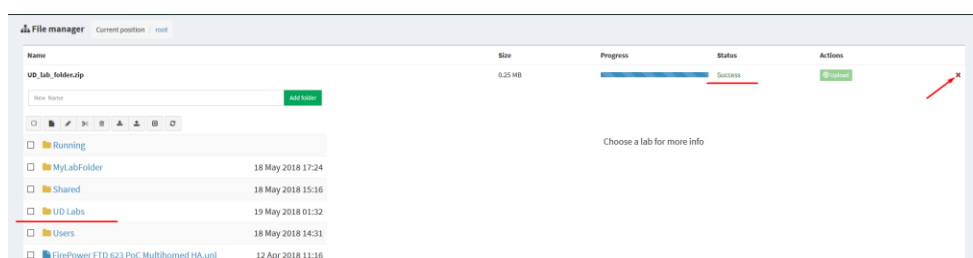 File manager Current position / root
Name Size Progress Status Actions
UD_lab_folder.zip 0.25 MB Success Upload
New Name Add folder
Choose a lab for more info
Running
MyLabFolder 18 May 2018 17:24
Shared 18 May 2018 15:16
UD Labs 19 May 2018 01:32
Users 18 May 2018 14:31
FirePower FTD 623 PoC Multihomed HA.unl 12 Apr 2018 11:16